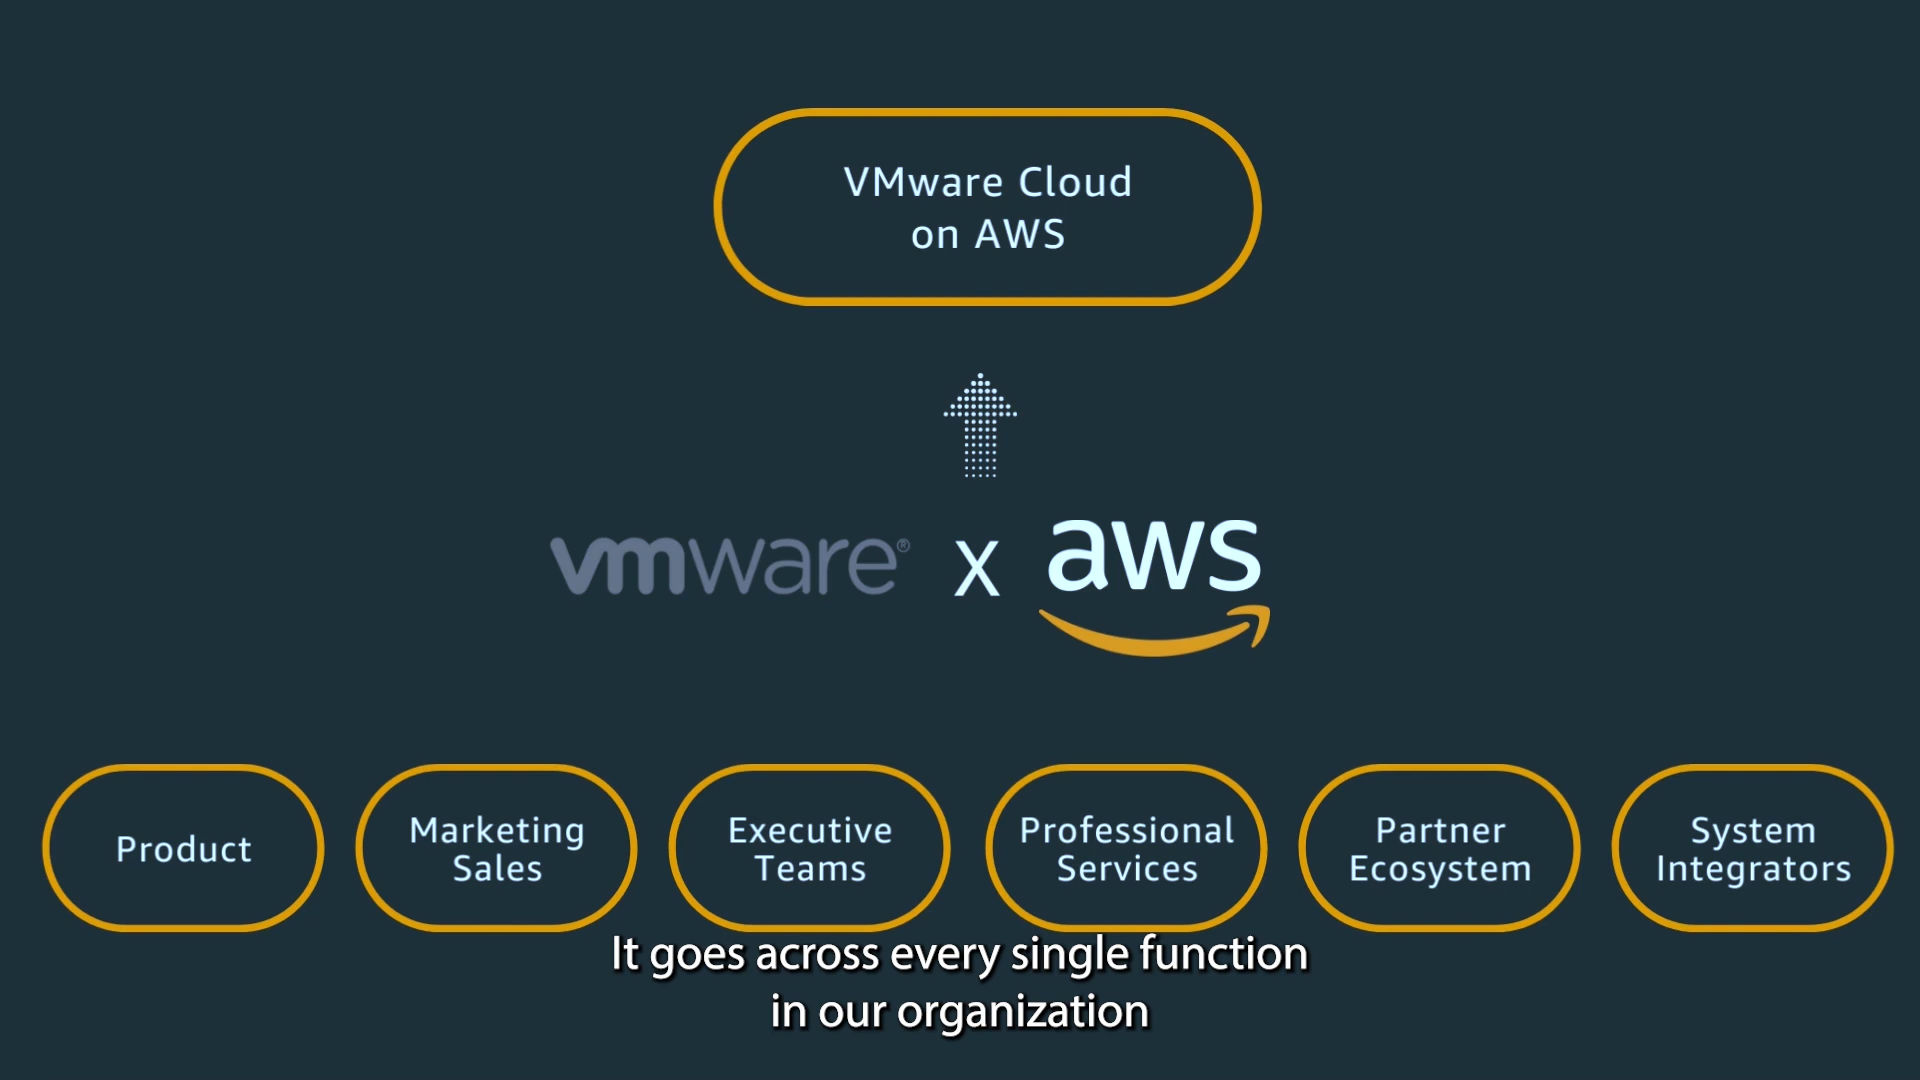 VMware Cloud
on AWS
vmware® x aws
Product
Marketing
Sales
Executive
Teams
Professional
Services
Partner
Ecosystem
System
Integrators
It goes across every single function
in our organization